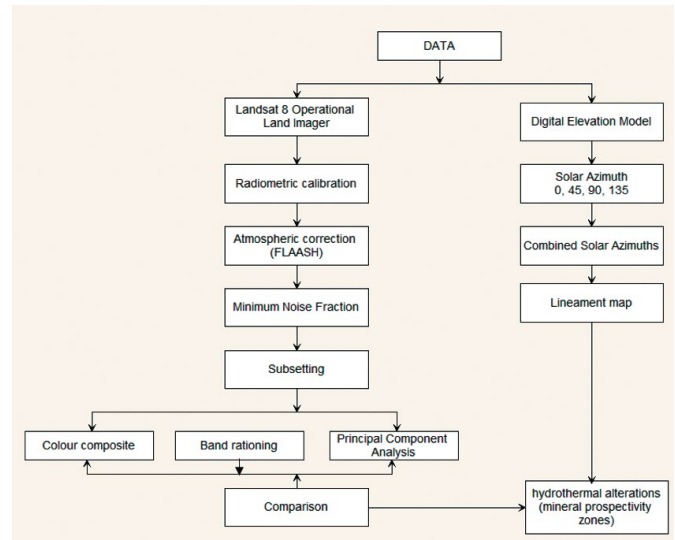 DATA
Landsat 8 Operational
Land Imager
Digital Elevation Model
Radiometric calibration
Solar Azimuth
0, 45, 90, 135
Atmospheric correction
(FLAASH)
Combined Solar Azimuths
Minimum Noise Fraction
Lineament map
Subsetting
Colour composite
Band rationing
Principal Component
Analysis
Comparison
hydrothermal alterations
(mineral prospectivity
zones)